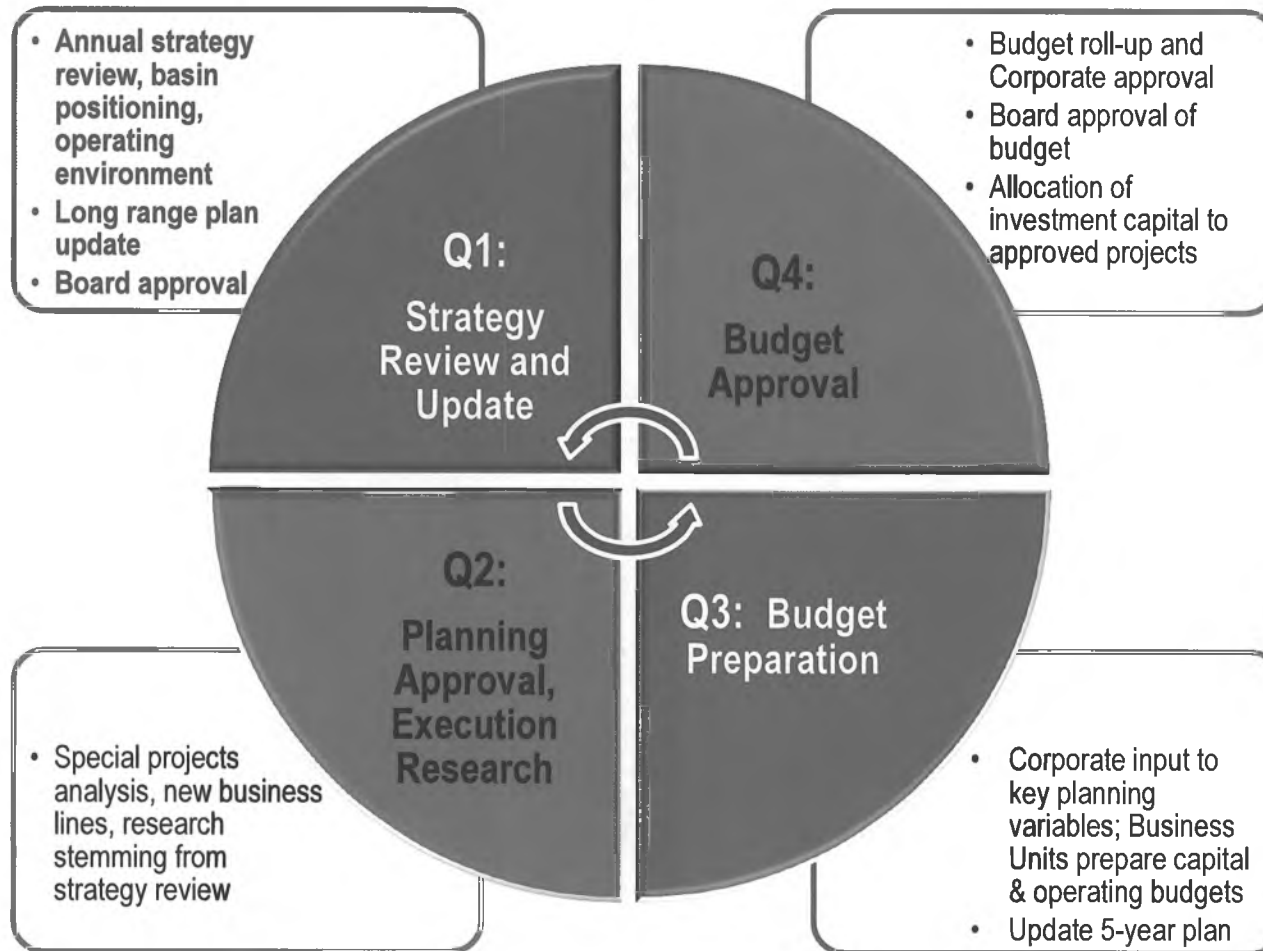 • Annual strategy
review, basin
positioning,
operating
environment
• Long range plan
update
• Board approval
Q1:
Strategy
Review and
Update
• Budget roll-up and
Corporate approval
• Board approval of
budget
• Allocation of
investment capital to
approved projects
Q4:
Budget
Approval
Q2:
Planning
Approval,
Execution
Research
• Special projects
analysis, new business
lines, research
stemming from
strategy review
Q3: Budget
Preparation
• Corporate input to
key planning
variables; Business
Units prepare capital
& operating budgets
• Update 5-year plan